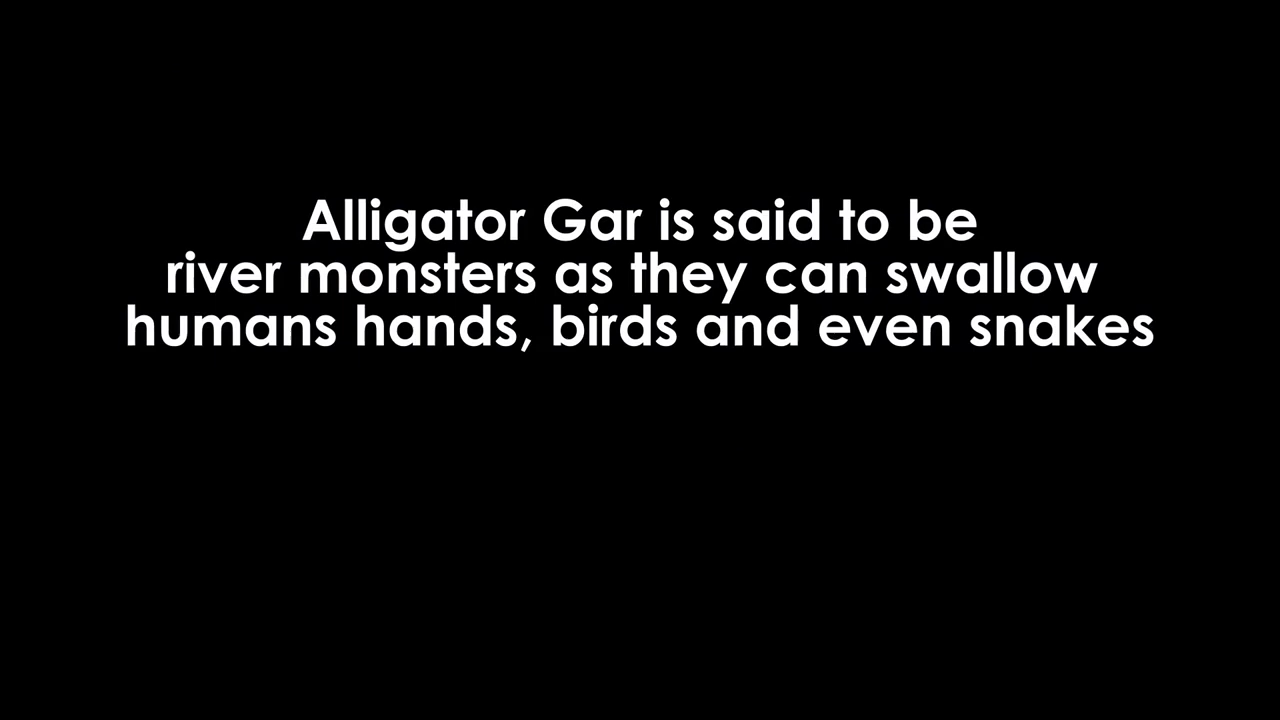 Alligator Gar is said to be
river monsters as they can swallow
humans hands, birds and even snakes